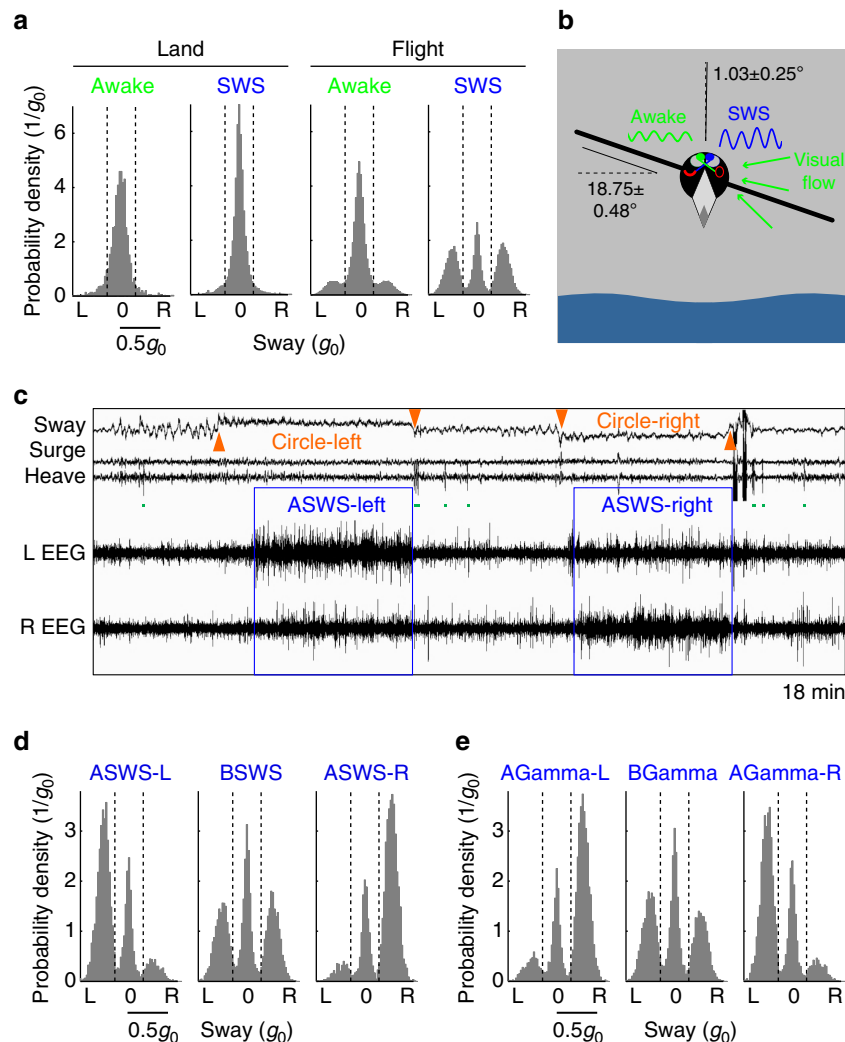 a
Land
Flight
Awake
SWS
Awake
SWS
Probability density (1/g0)
6
4
2
0
L 0 R
L 0 R
L 0 R
L 0 R
0.5g0
Sway (g0)
b
1.03±0.25°
Awake
SWS
Visual
flow
18.75±
0.48°
c
Sway
Surge
Heave
Circle-left
Circle-right
ASWS-left
ASWS-right
L EEG
R EEG
18 min
d
ASWS-L
BSWS
ASWS-R
Probability density (1/g0)
3
2
1
0
L 0 R
L 0 R
L 0 R
0.5g0
Sway (g0)
e
AGamma-L
BGamma
AGamma-R
Probability density (1/g0)
3
2
1
0
L 0 R
L 0 R
L 0 R
0.5g0
Sway (g0)